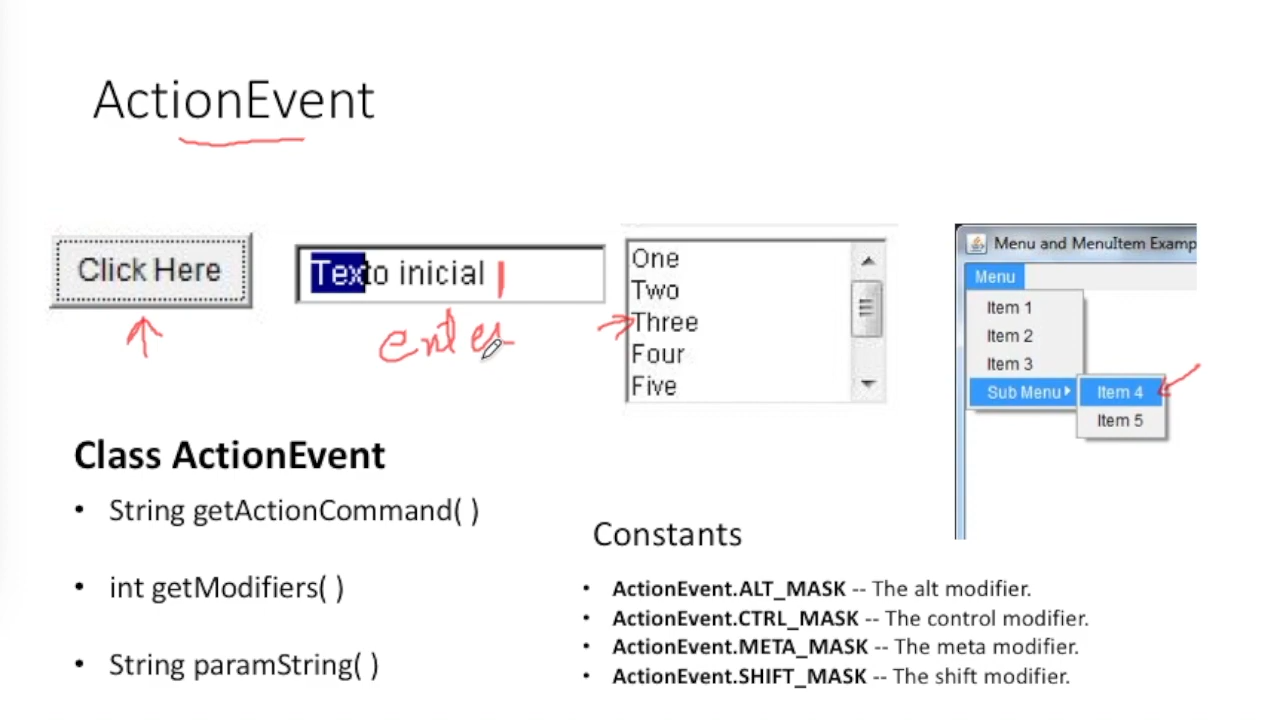 ActionEvent
Click Here
Texto inicial
enter
One
Two
Three
Four
Five
Menu and MenuItem Examp
Menu
Item 1
Item 2
Item 3
Sub Menu
Item 4
Item 5
Class ActionEvent
• String getActionCommand( )
• int getModifiers( )
• String paramString( )
Constants
• ActionEvent.ALT_MASK -- The alt modifier.
• ActionEvent.CTRL_MASK -- The control modifier.
• ActionEvent.META_MASK -- The meta modifier.
• ActionEvent.SHIFT_MASK -- The shift modifier.